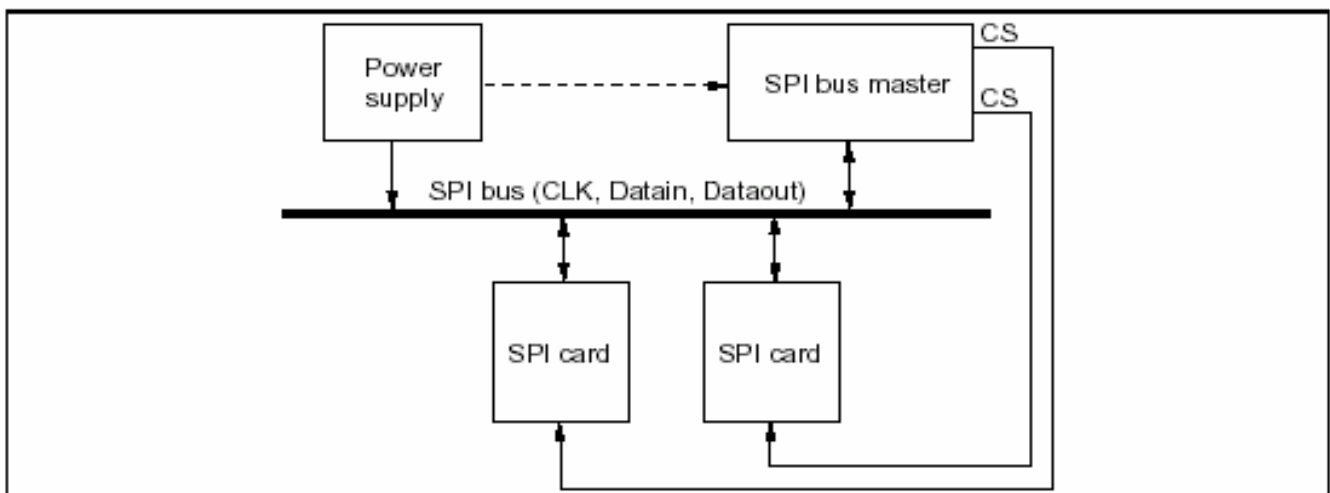 Power
supply
SPI bus master
CS
CS
SPI bus (CLK, Datain, Dataout)
SPI card
SPI card